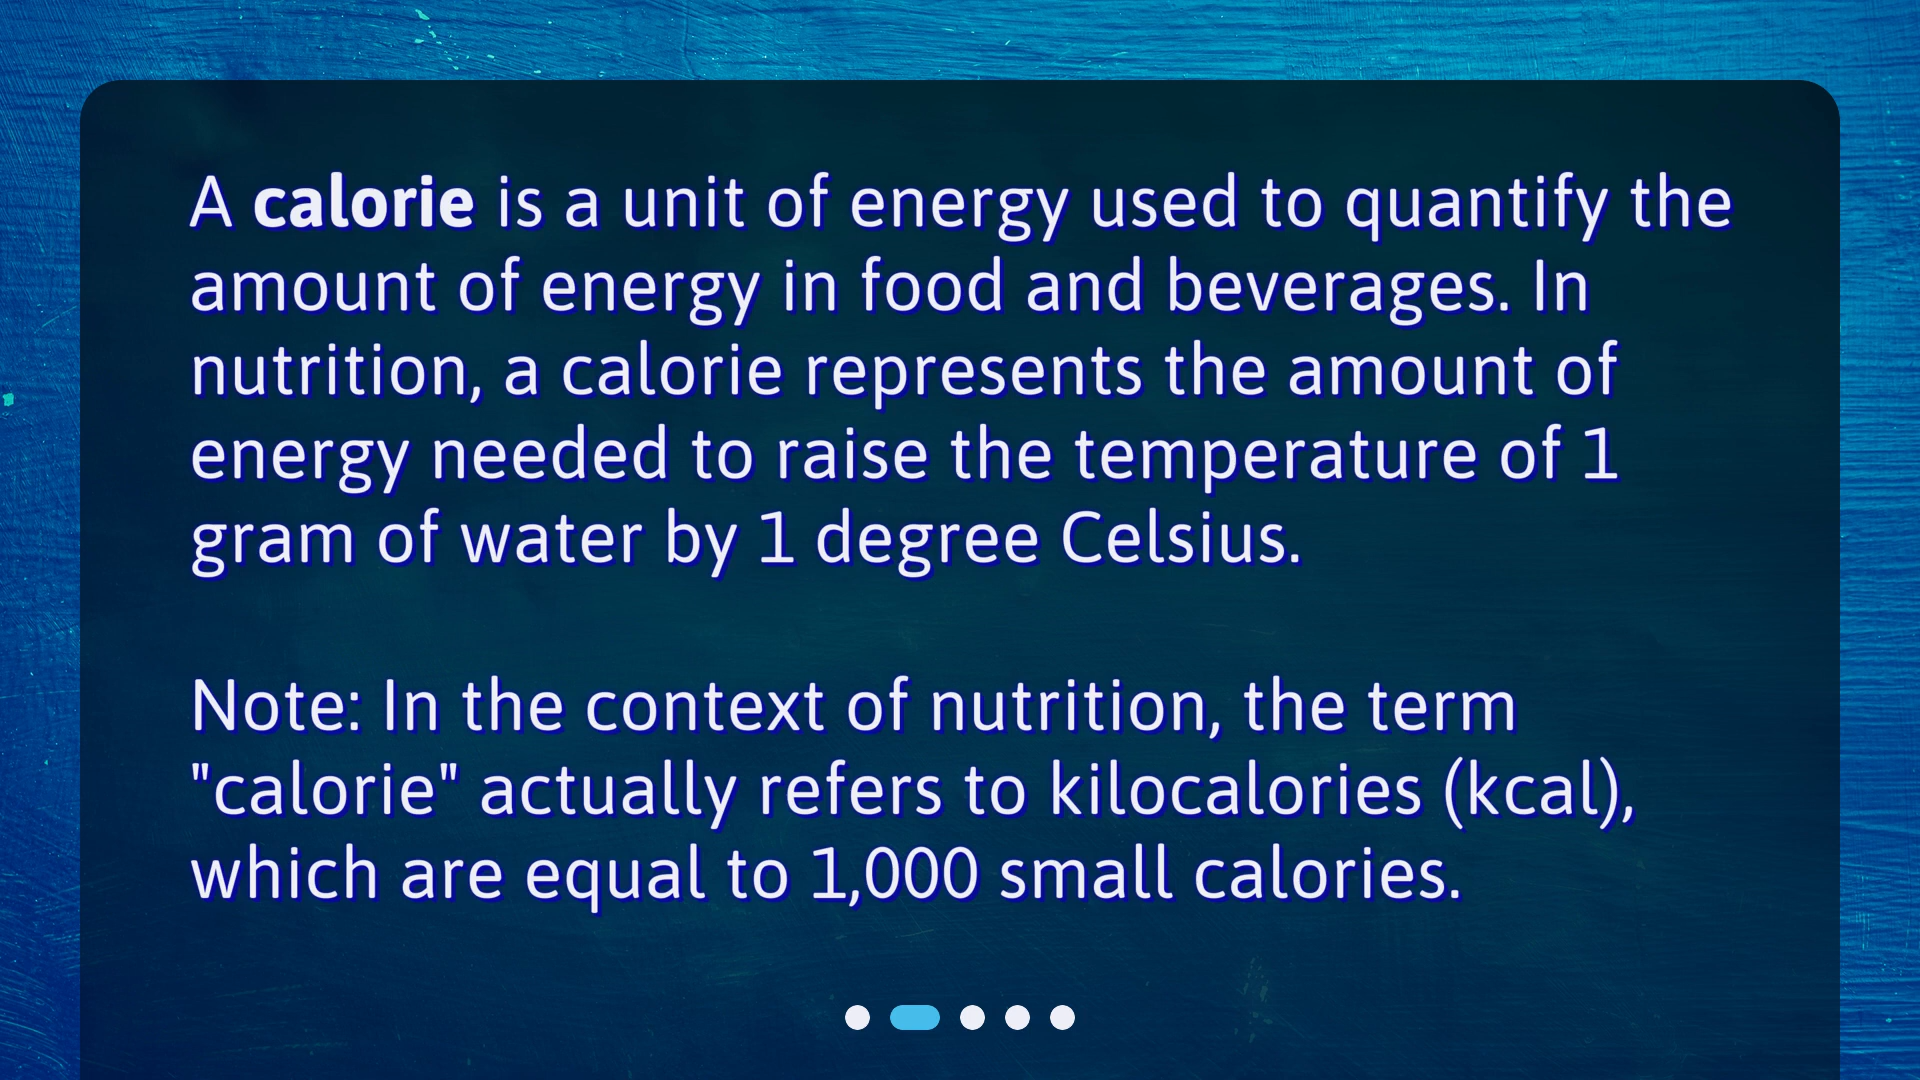 A calorie is a unit of energy used to quantify the
amount of energy in food and beverages. In
nutrition, a calorie represents the amount of
energy needed to raise the temperature of 1
gram of water by 1 degree Celsius.
Note: In the context of nutrition, the term
"calorie" actually refers to kilocalories (kcal),
which are equal to 1,000 small calories.